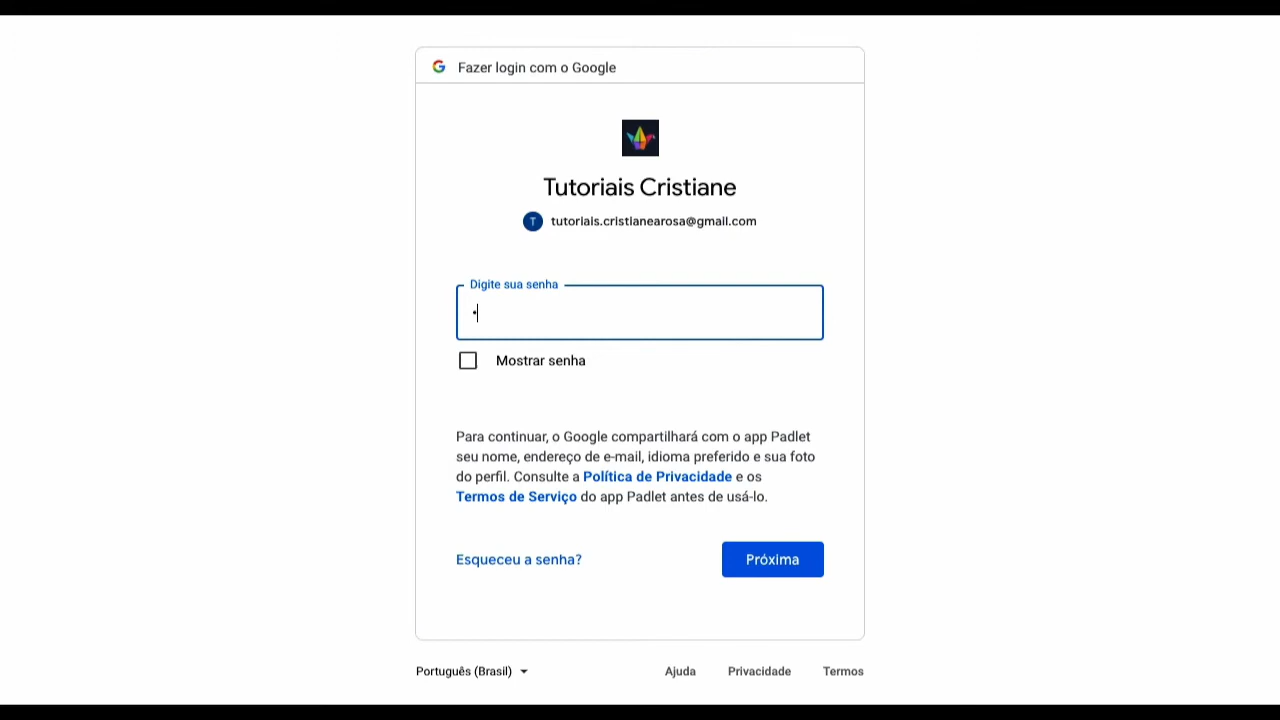 Fazer login com o Google
Tutoriais Cristiane
T tutoriais.cristianearosa@gmail.com
Digite sua senha
Mostrar senha
Para continuar, o Google compartilhará com o app Padlet
seu nome, endereço de e-mail, idioma preferido e sua foto
do perfil. Consulte a Política de Privacidade e os
Termos de Serviço do app Padlet antes de usá-lo.
Esqueceu a senha? Próxima
Português (Brasil) Ajuda Privacidade Termos